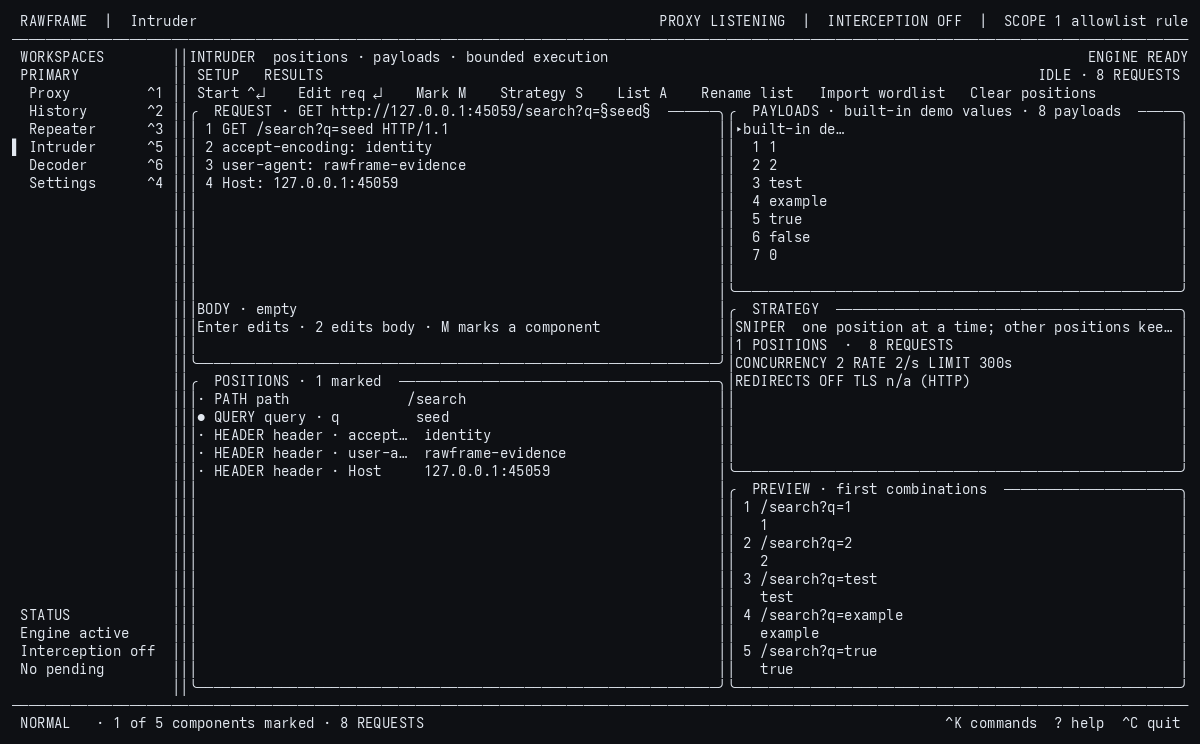 RAWFRAME | Intruder PROXY LISTENING | INTERCEPTION OFF | SCOPE 1 allowlist rule
WORKSPACES
PRIMARY
Proxy ^1
History ^2
Repeater ^3
Intruder ^5
Decoder ^6
Settings ^4
STATUS
Engine active
Interception off
No pending
INTRUDER positions · payloads · bounded execution ENGINE READY
SETUP RESULTS IDLE · 8 REQUESTS
Start ^↲ Edit req ↲ Mark M Strategy S List A Rename list Import wordlist Clear positions
REQUEST · GET http://127.0.0.1:45059/search?q=§seed§
1 GET /search?q=seed HTTP/1.1
2 accept-encoding: identity
3 user-agent: rawframe-evidence
4 Host: 127.0.0.1:45059
BODY · empty
Enter edits · 2 edits body · M marks a component
POSITIONS · 1 marked
· PATH path /search
● QUERY query · q seed
· HEADER header · accept… identity
· HEADER header · user-a… rawframe-evidence
· HEADER header · Host 127.0.0.1:45059
PAYLOADS · built-in demo values · 8 payloads
▸built-in de…
1 1
2 2
3 test
4 example
5 true
6 false
7 0
STRATEGY
SNIPER one position at a time; other positions kee…
1 POSITIONS · 8 REQUESTS
CONCURRENCY 2 RATE 2/s LIMIT 300s
REDIRECTS OFF TLS n/a (HTTP)
PREVIEW · first combinations
1 /search?q=1
1
2 /search?q=2
2
3 /search?q=test
test
4 /search?q=example
example
5 /search?q=true
true
NORMAL · 1 of 5 components marked · 8 REQUESTS ^K commands ? help ^C quit